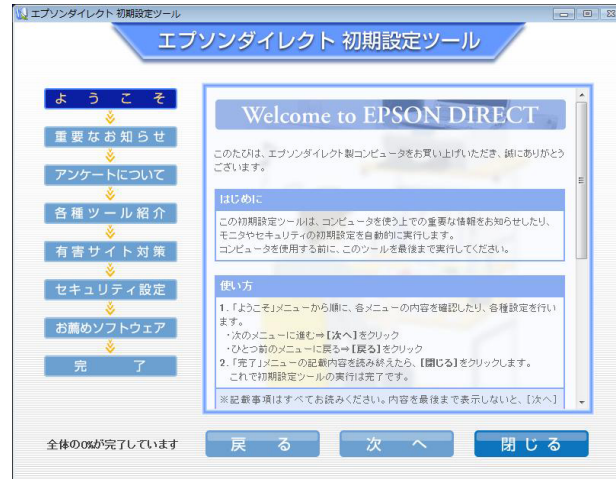 エプソンダイレクト 初期設定ツール
エプソンダイレクト 初期設定ツール
ようこそ
重要なお知らせ
アンケートについて
各種ツール紹介
有害サイト対策
セキュリティ設定
お薦めソフトウェア
完了
Welcome to EPSON DIRECT
このたびは、エプソンダイレクト製コンピュータをお買い上げいただき、誠にありがとう
ございます。
はじめに
この初期設定ツールは、コンピュータを使う上での重要な情報をお知らせしたり、
モニタやセキュリティの初期設定を自動的に実行します。
コンピュータを使用する前に、このツールを最後まで実行してください。
使い方
1.「ようこそ」メニューから順に、各メニューの内容を確認したり、各種設定を行い
ます。
・次のメニューに進む⇒[次へ]をクリック
・ひとつ前のメニューに戻る⇒[戻る]をクリック
2.「完了」メニューの記載内容を読み終えたら、[閉じる]をクリックします。
これで初期設定ツールの実行は完了です。
※記載事項はすべてお読みください。内容を最後まで表示しないと、[次へ]
全体の0%が完了しています
戻る
次へ
閉じる